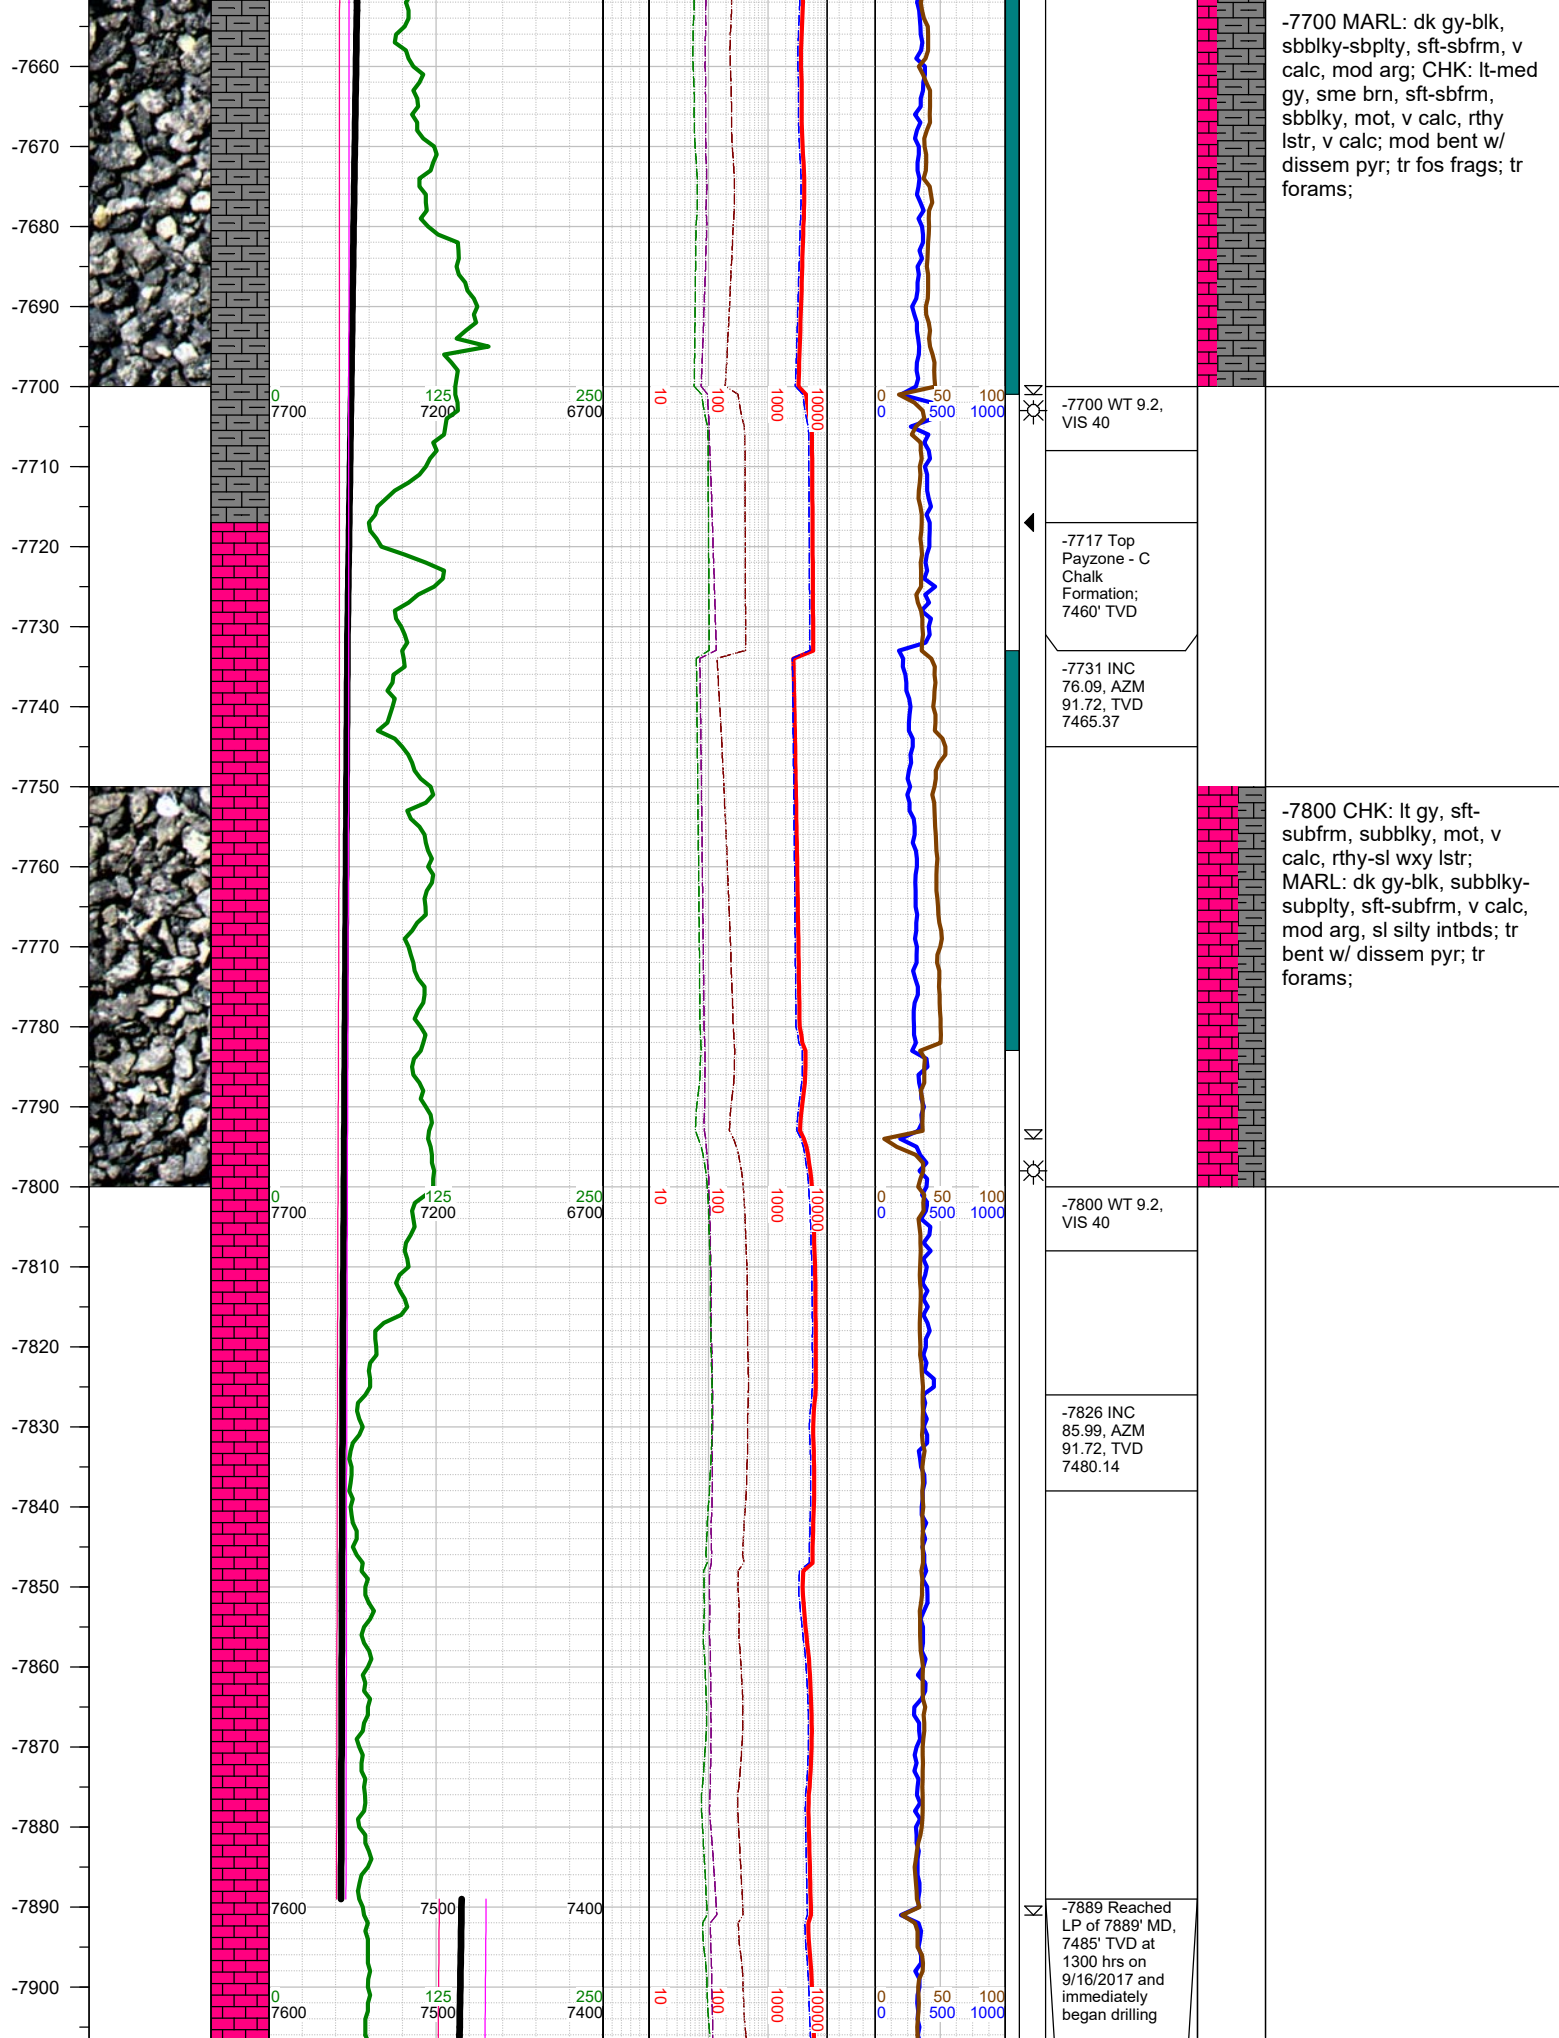 -7700 MARL: dk gy-blk,
sbblky-sbplty, sft-sbfrm, v
calc, mod arg; CHK: lt-med
gy, sme brn, sft-sbfrm,
sbblky, mot, v calc, rthy
lstr, v calc; mod bent w/
dissem pyr; tr fos frags; tr
forams;
-7660
-7670
-7680
-7690
-7700
0 125 250
7700 7200 6700
10 100 1000 10000
0 50 100
0 500 1000
-7700 WT 9.2,
VIS 40
-7710
-7720
-7717 Top
Payzone - C
Chalk
Formation;
7460' TVD
-7730
-7740
-7731 INC
76.09, AZM
91.72, TVD
7465.37
-7750
-7760
-7770
-7780
-7790
-7800
-7800 CHK: lt gy, sft-
subfrm, subblky, mot, v
calc, rthy-sl wxy lstr;
MARL: dk gy-blk, subblky-
subplty, sft-subfrm, v calc,
mod arg, sl silty intbds; tr
bent w/ dissem pyr; tr
forams;
0 125 250
7700 7200 6700
10 100 1000 10000
0 50 100
0 500 1000
-7800 WT 9.2,
VIS 40
-7810
-7820
-7830
-7826 INC
85.99, AZM
91.72, TVD
7480.14
-7840
-7850
-7860
-7870
-7880
-7890
7600 7500 7400
-7889 Reached
LP of 7889' MD,
7485' TVD at
1300 hrs on
9/16/2017 and
immediately
began drilling
-7900
0 125 250
7600 7500 7400
10 100 1000 10000
0 50 100
0 500 1000